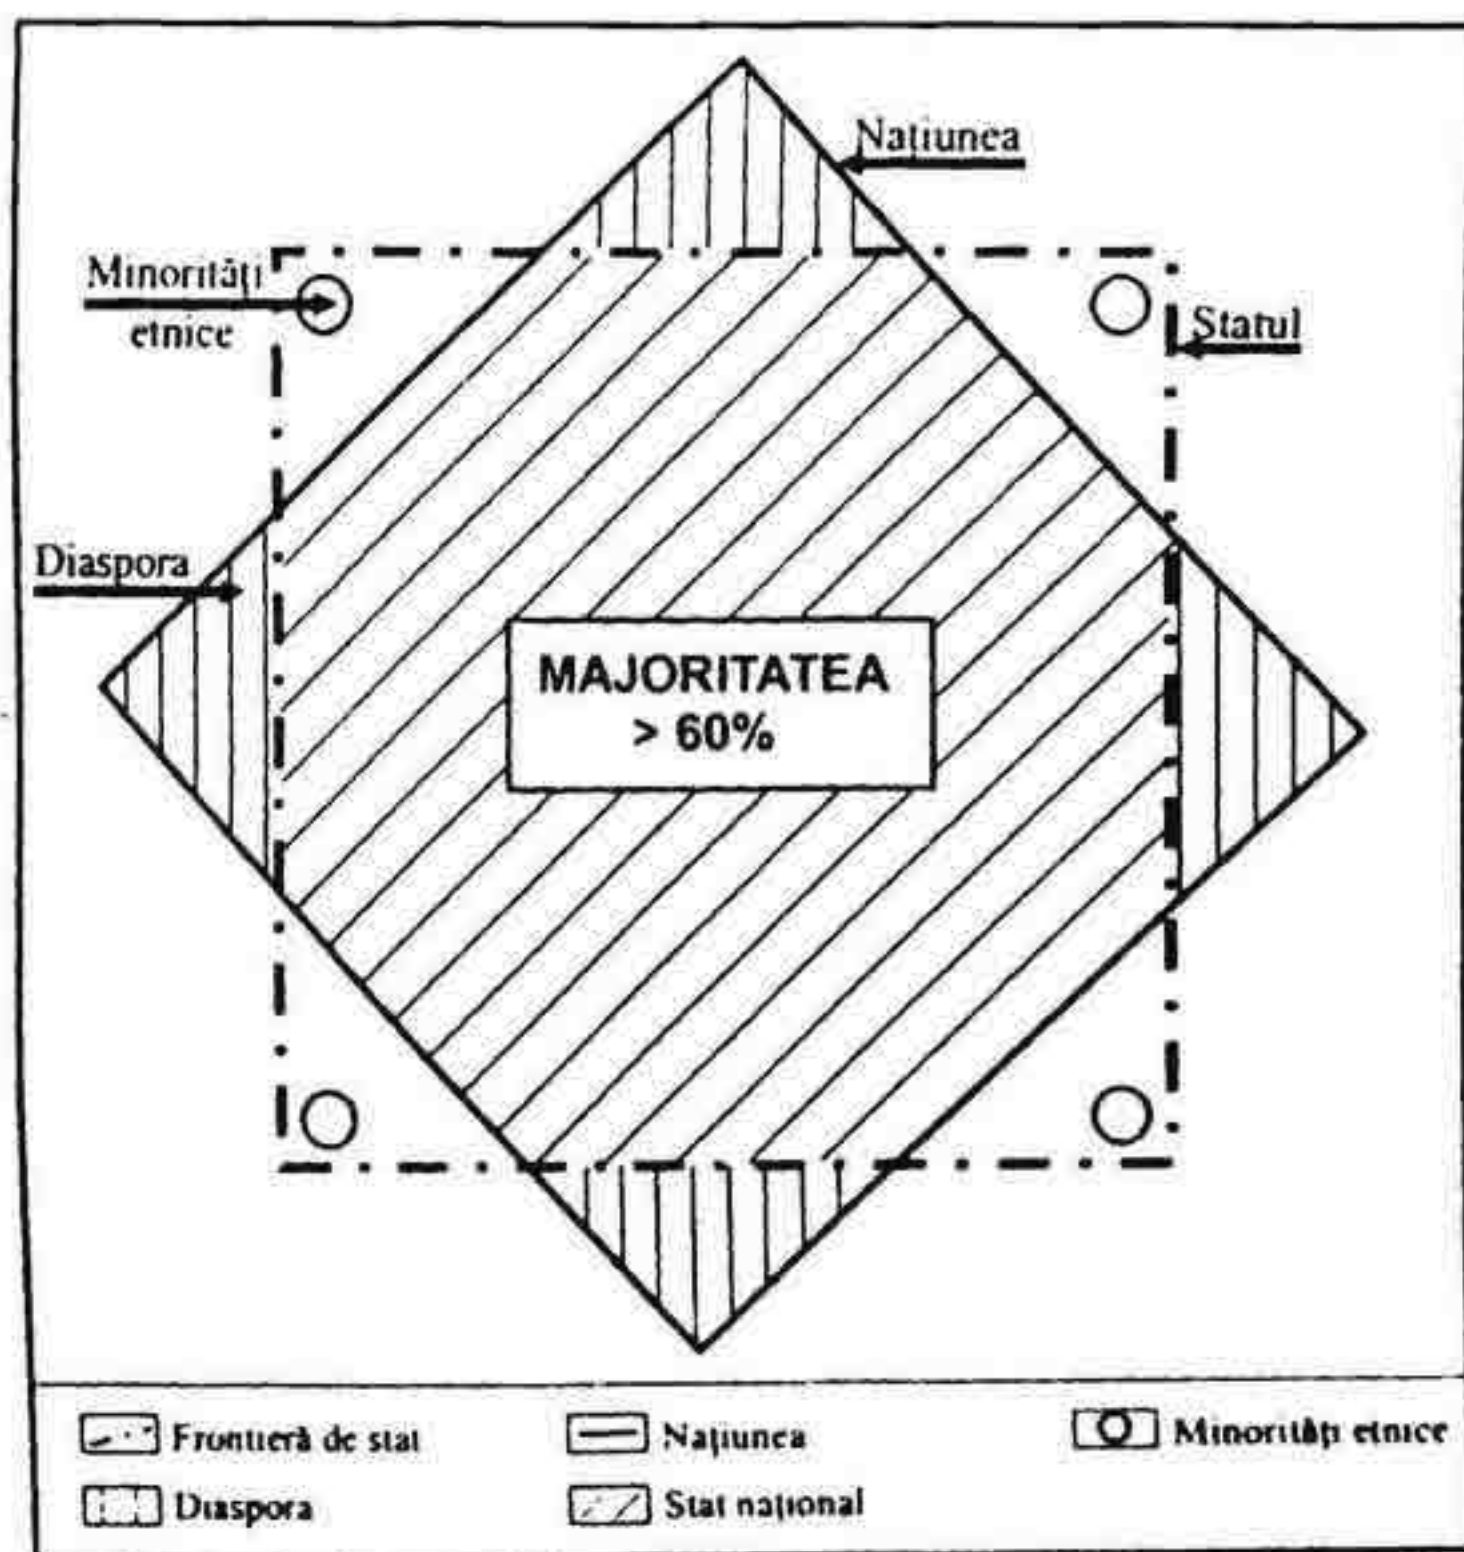 Națiunea
Minorități
etnice
Statul
Diaspora
MAJORITATEA
> 60%
Frontieră de stat
Națiunea
Minorități etnice
Diaspora
Stat național